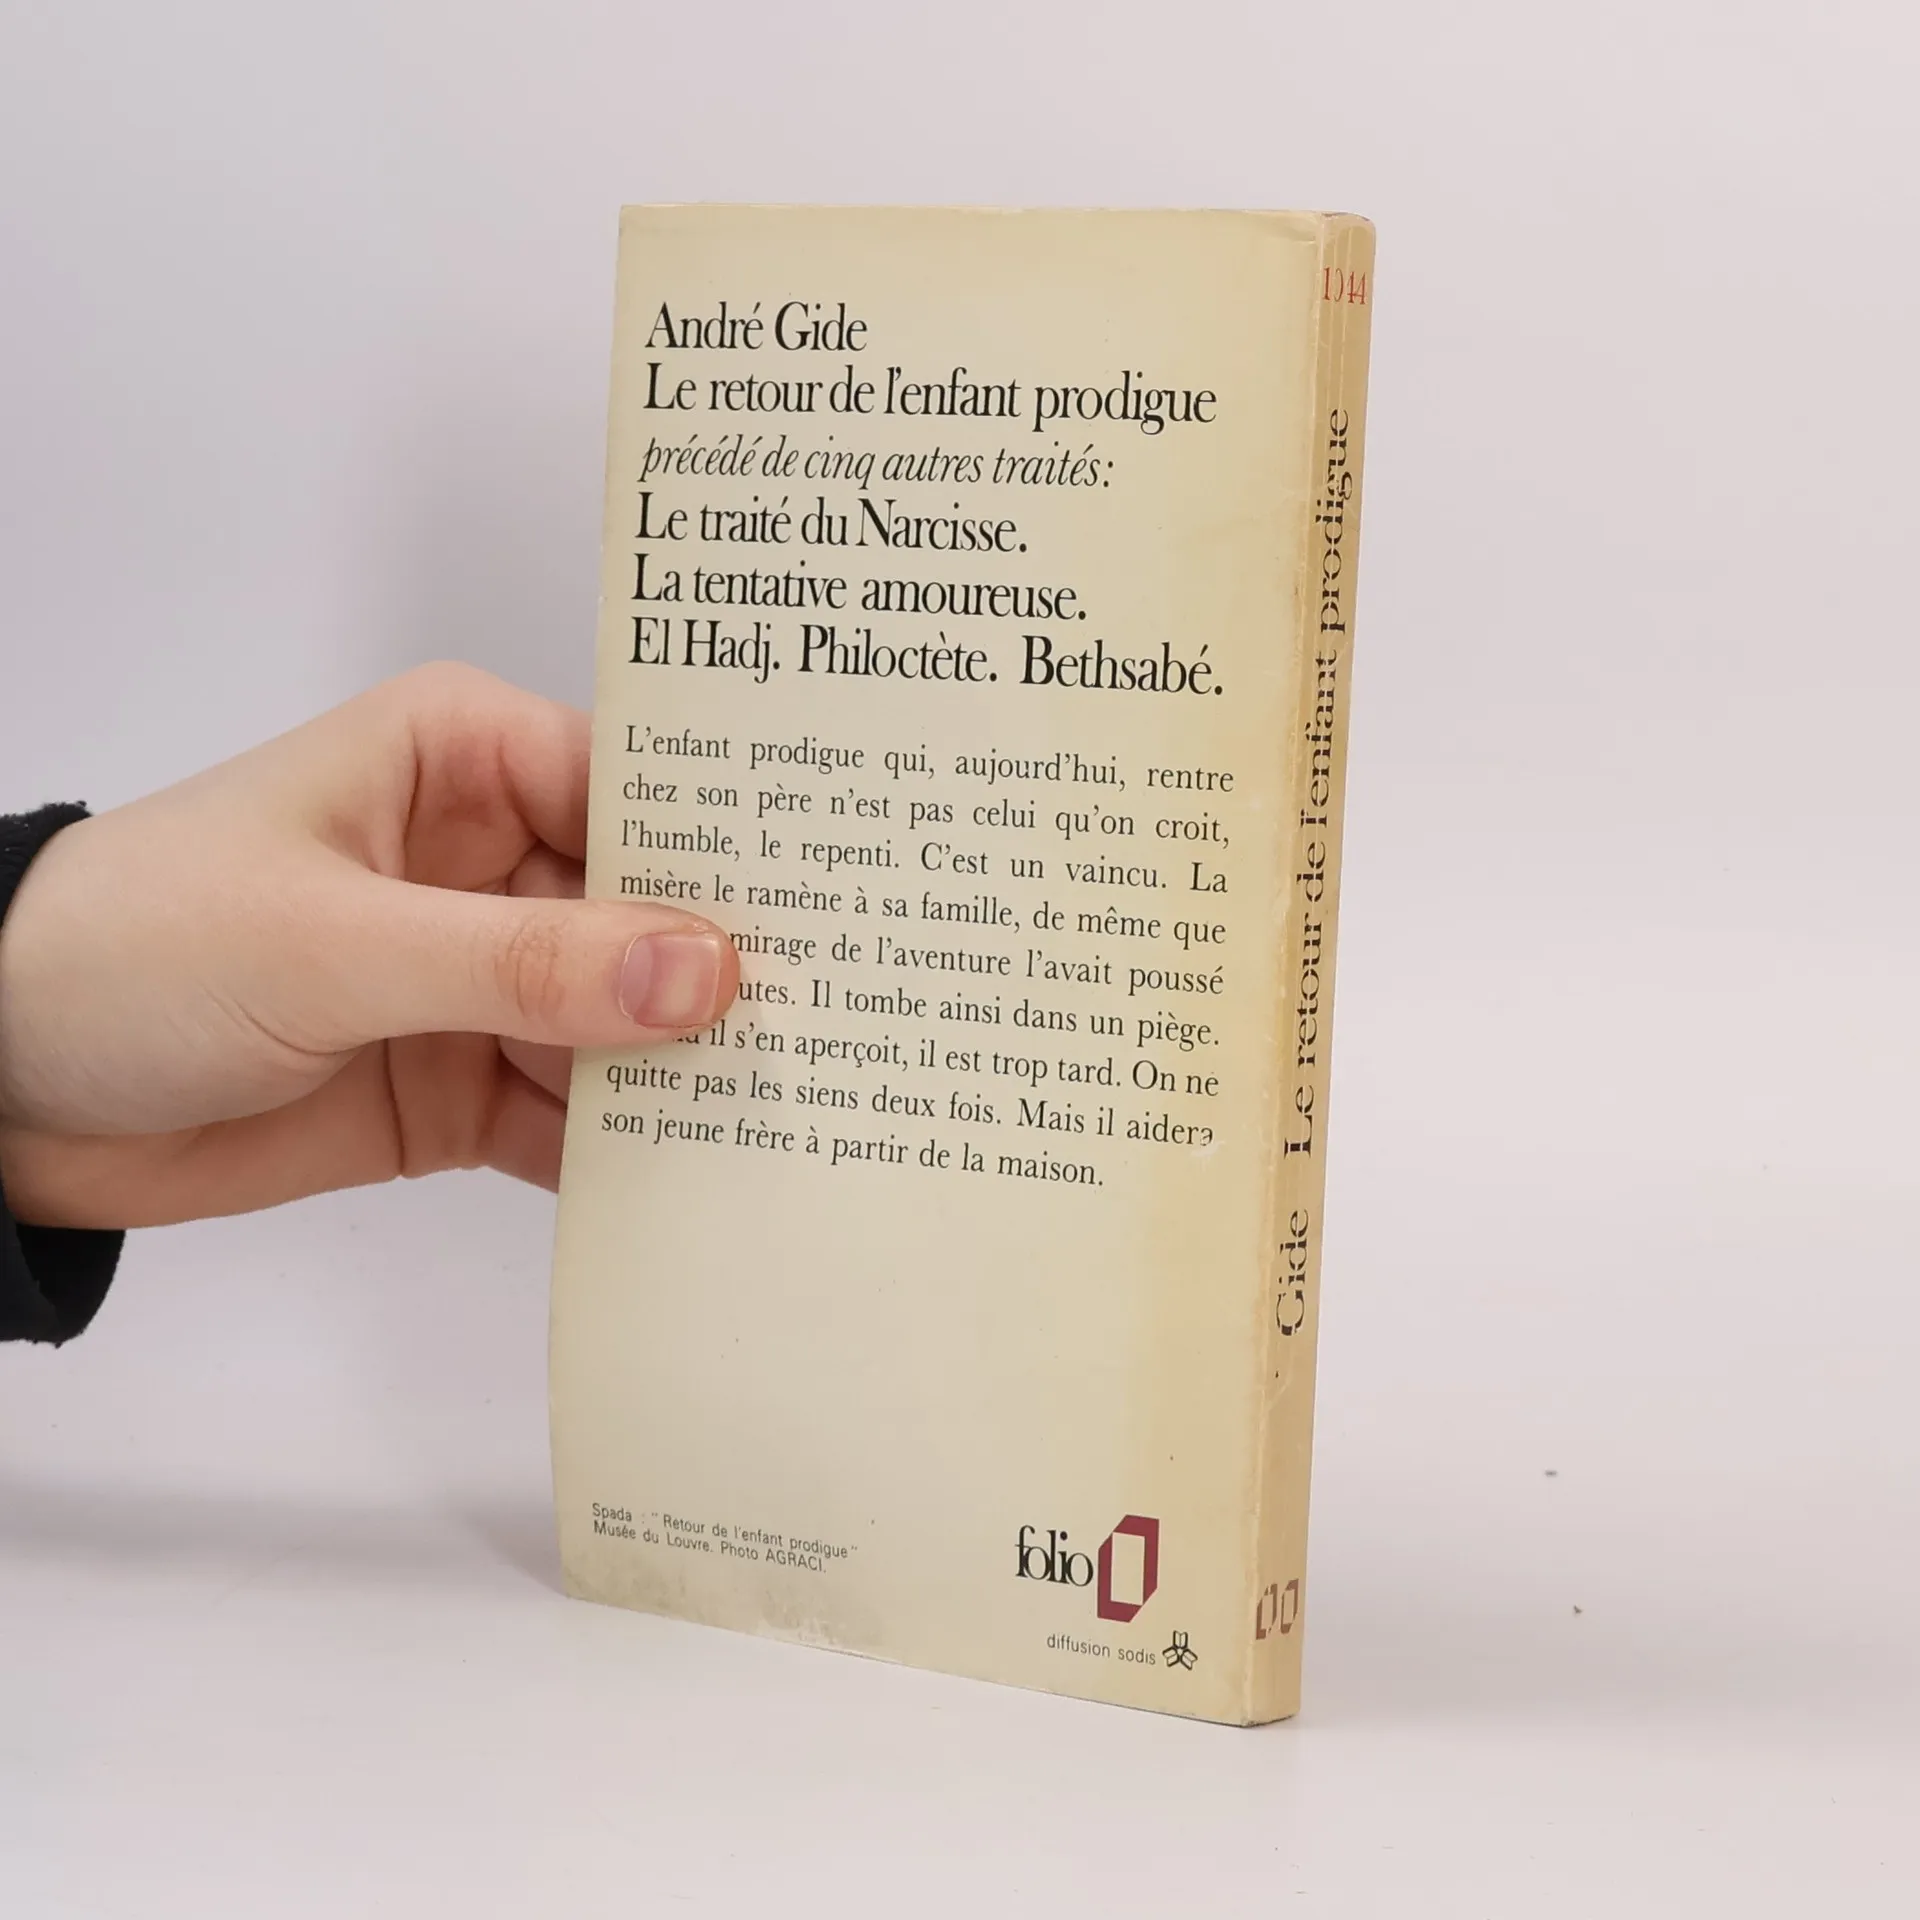 André Gide
Le retour de l'enfant prodigue
précédé de cinq autres traités:
Le traité du Narcisse.
La tentative amoureuse.
El Hadj. Philoctète. Bethsabé.
L'enfant prodigue qui, aujourd'hui, rentre
chez son père n'est pas celui qu'on croit,
l'humble, le repenti. C'est un vaincu. La
misère le ramène à sa famille, de même que
mirage de l'aventure l'avait poussé
utes. Il tombe ainsi dans un piège.
il s'en aperçoit, il est trop tard. On ne
quitte pas les siens deux fois. Mais il aidera
son jeune frère à partir de la maison.
Spada : "Retour de l'enfant prodigue"
Musée du Louvre. Photo AGRACI.
folio
diffusion sodis
1044
Gide Le retour de l'enfant prodigue